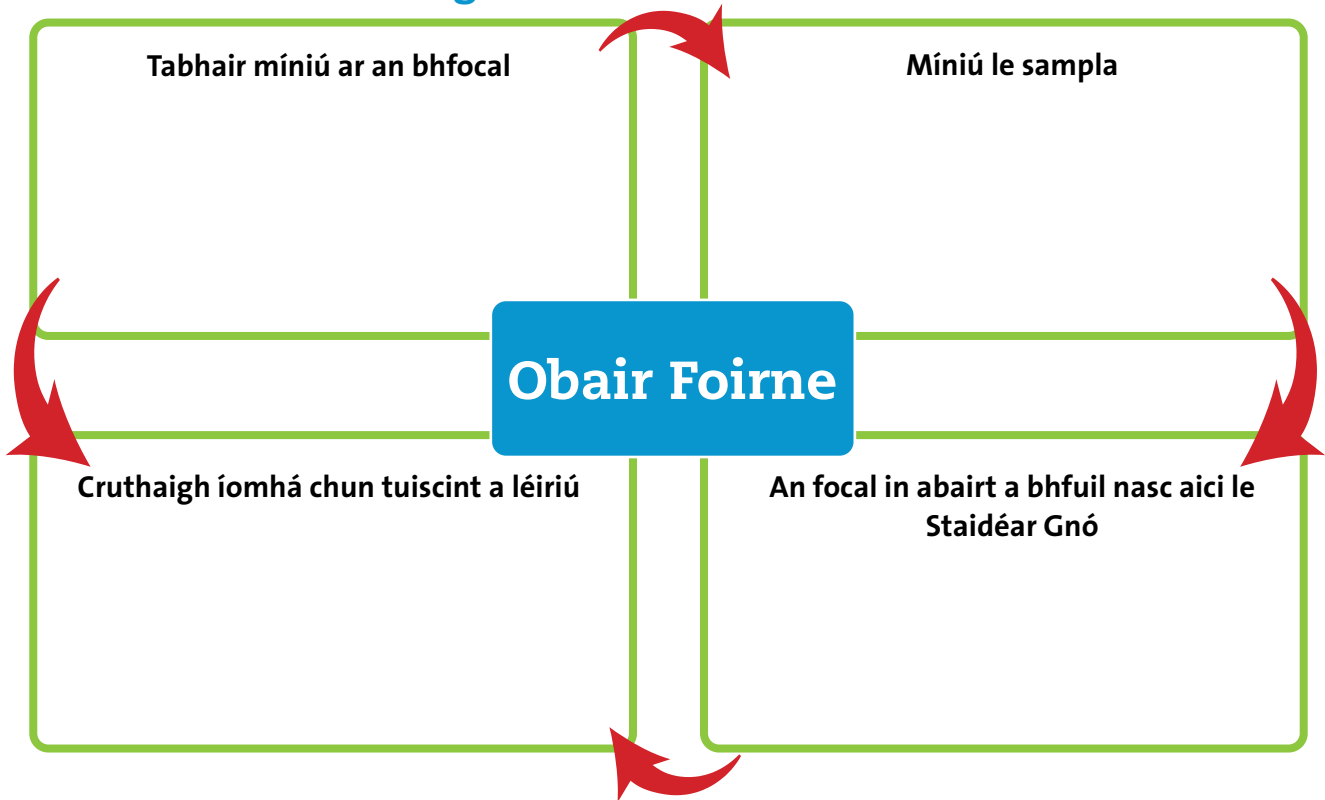 Tabhair míniú ar an bhfocal
Míniú le sampla
Obair Foirne
Cruthaigh íomhá chun tuiscint a léiriú
An focal in abairt a bhfuil nasc aici le
Staidéar Gnó